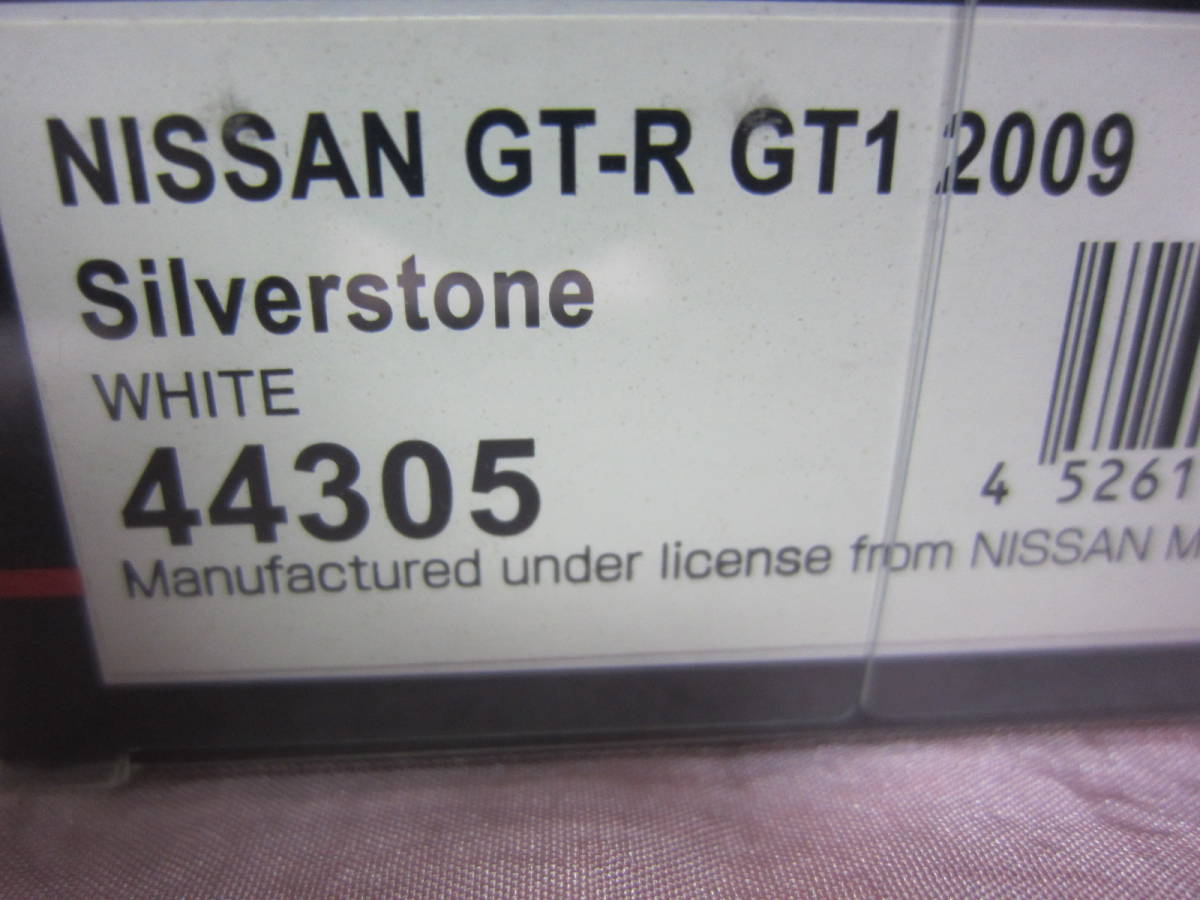 NISSAN GT-R GT1 2009
Silverstone
WHITE
44305
4 5261
Manufactured under license from NISSAN M